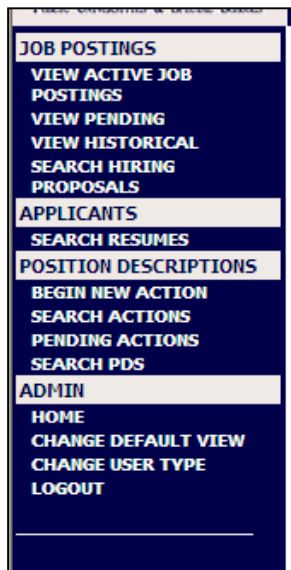 JOB POSTINGS
VIEW ACTIVE JOB
POSTINGS
VIEW PENDING
VIEW HISTORICAL
SEARCH HIRING
PROPOSALS
APPLICANTS
SEARCH RESUMES
POSITION DESCRIPTIONS
BEGIN NEW ACTION
SEARCH ACTIONS
PENDING ACTIONS
SEARCH PDS
ADMIN
HOME
CHANGE DEFAULT VIEW
CHANGE USER TYPE
LOGOUT